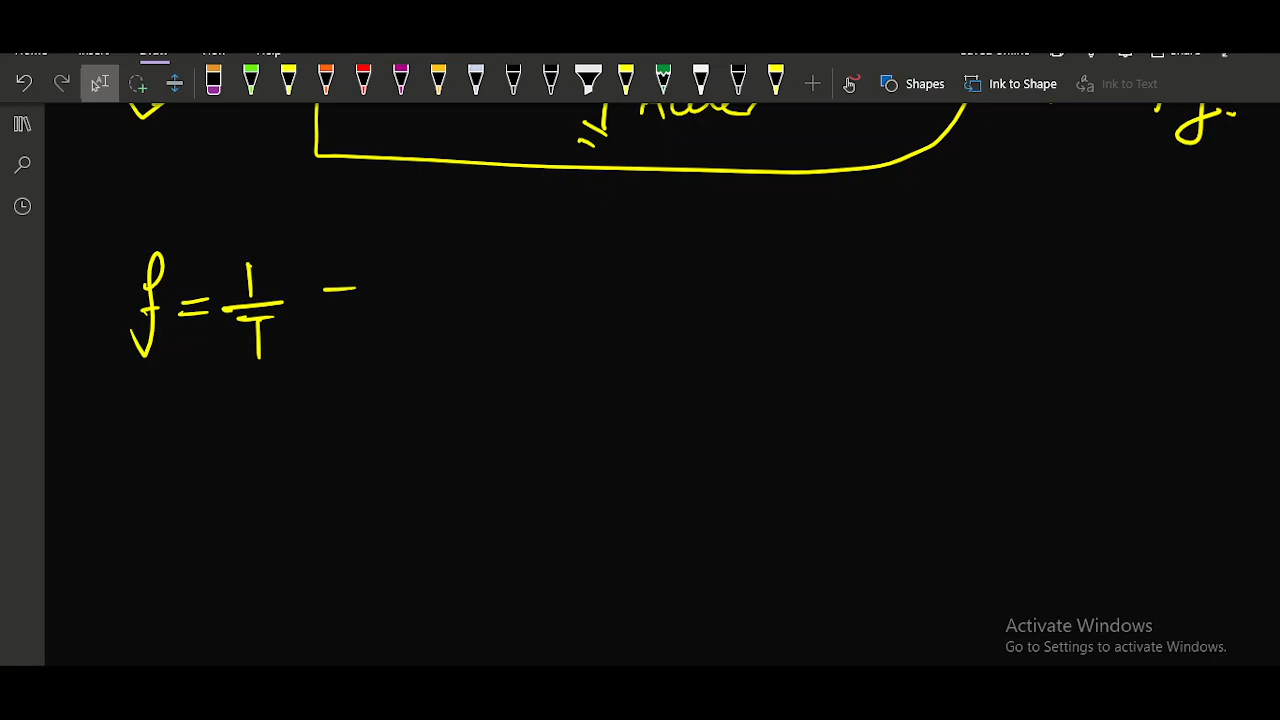 Shapes
Ink to Shape
Ink to Text
f = 1/T -
Activate Windows
Go to Settings to activate Windows.